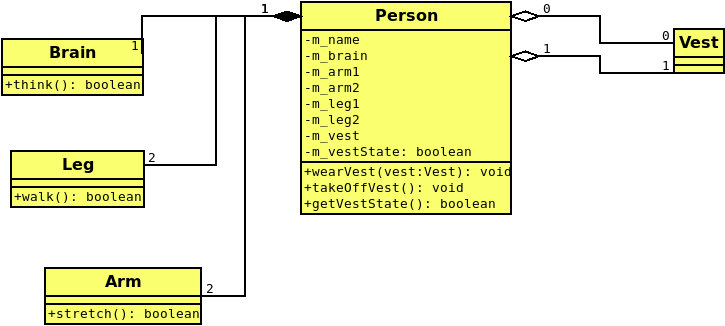 Brain
+think(): boolean
1
Leg
+walk(): boolean
2
Arm
+stretch(): boolean
2
1
Person
-m_name
-m_brain
-m_arm1
-m_arm2
-m_leg1
-m_leg2
-m_vest
-m_vestState: boolean
+wearVest(vest:Vest): void
+takeOffVest(): void
+getVestState(): boolean
0
0
1
1
Vest